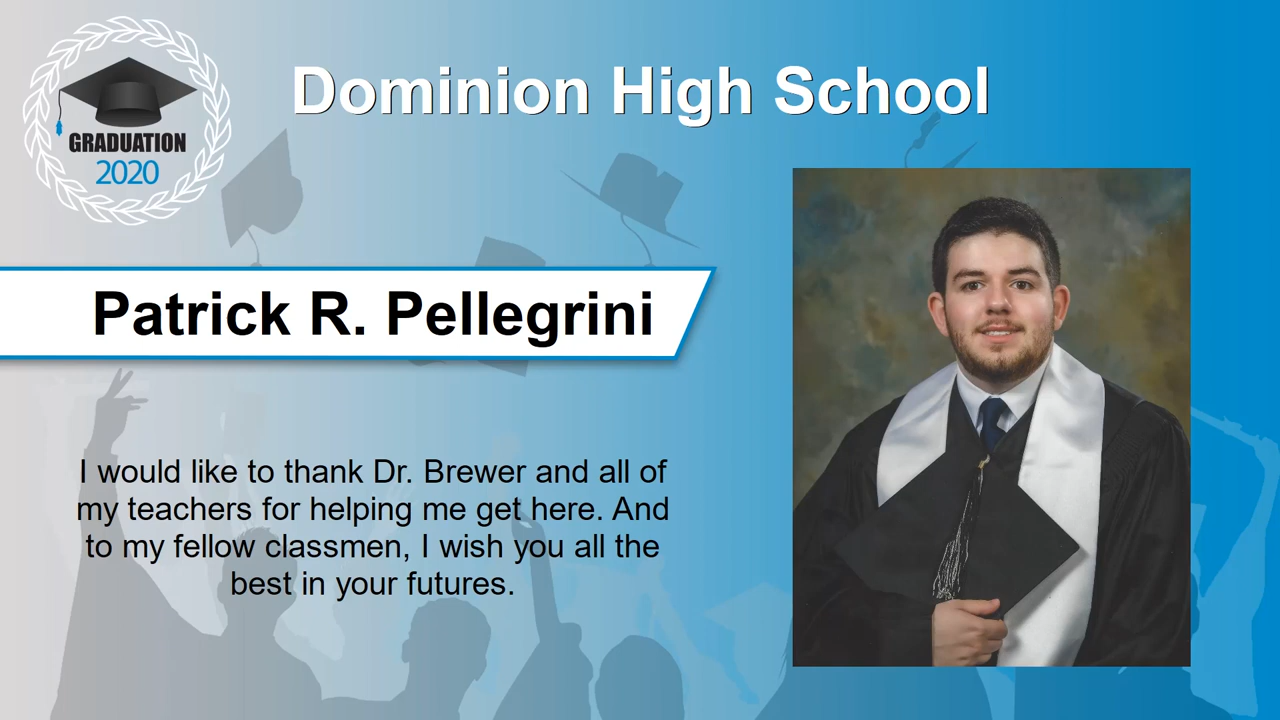 GRADUATION
2020
Dominion High School
Patrick R. Pellegrini
I would like to thank Dr. Brewer and all of
my teachers for helping me get here. And
to my fellow classmen, I wish you all the
best in your futures.